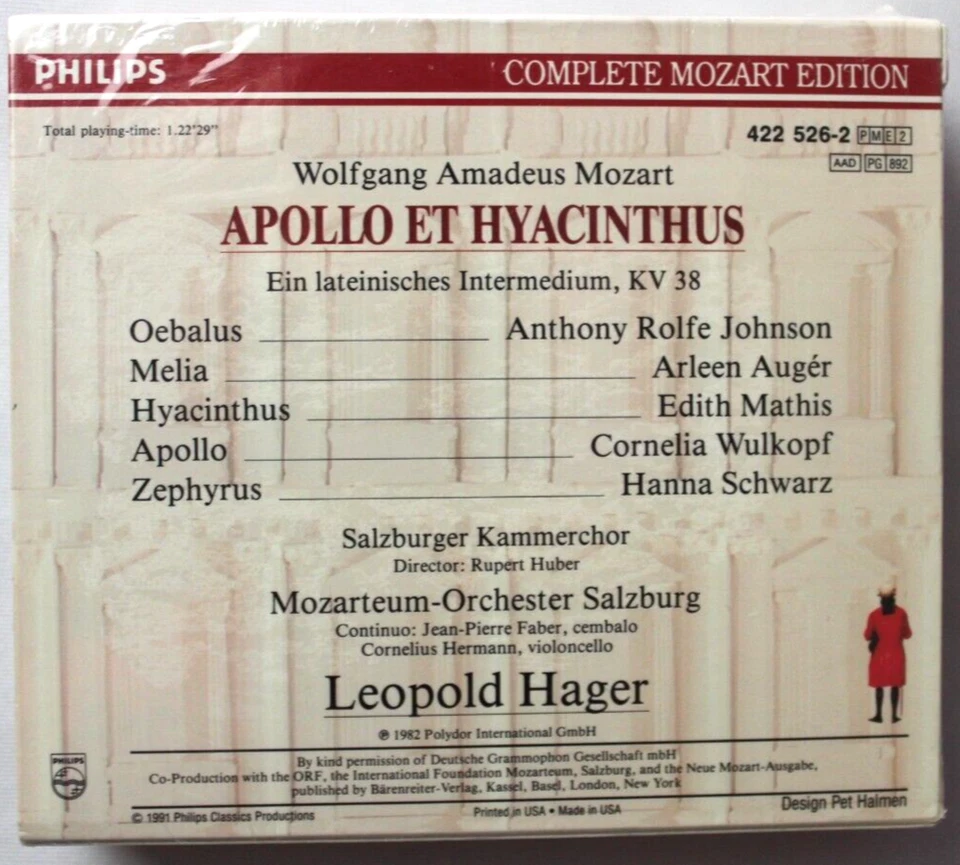 PHILIPS COMPLETE MOZART EDITION
Total playing-time: 1.22'29" 422 526-2 PME2
AAD PG 892
Wolfgang Amadeus Mozart
APOLLO ET HYACINTHUS
Ein lateinisches Intermedium, KV 38
Oebalus Anthony Rolfe Johnson
Melia Arleen Augér
Hyacinthus Edith Mathis
Apollo Cornelia Wulkopf
Zephyrus Hanna Schwarz
Salzburger Kammerchor
Director: Rupert Huber
Mozarteum-Orchester Salzburg
Continuo: Jean-Pierre Faber, cembalo
Cornelius Hermann, violoncello
Leopold Hager
℗ 1982 Polydor International GmbH
By kind permission of Deutsche Grammophon Gesellschaft mbH
Co-Production with the ORF, the International Foundation Mozarteum, Salzburg, and the Neue Mozart-Ausgabe,
published by Bärenreiter-Verlag, Kassel, Basel, London, New York
PHILIPS
© 1991 Philips Classics Productions Printed in USA • Made in USA Design Pet Halmen